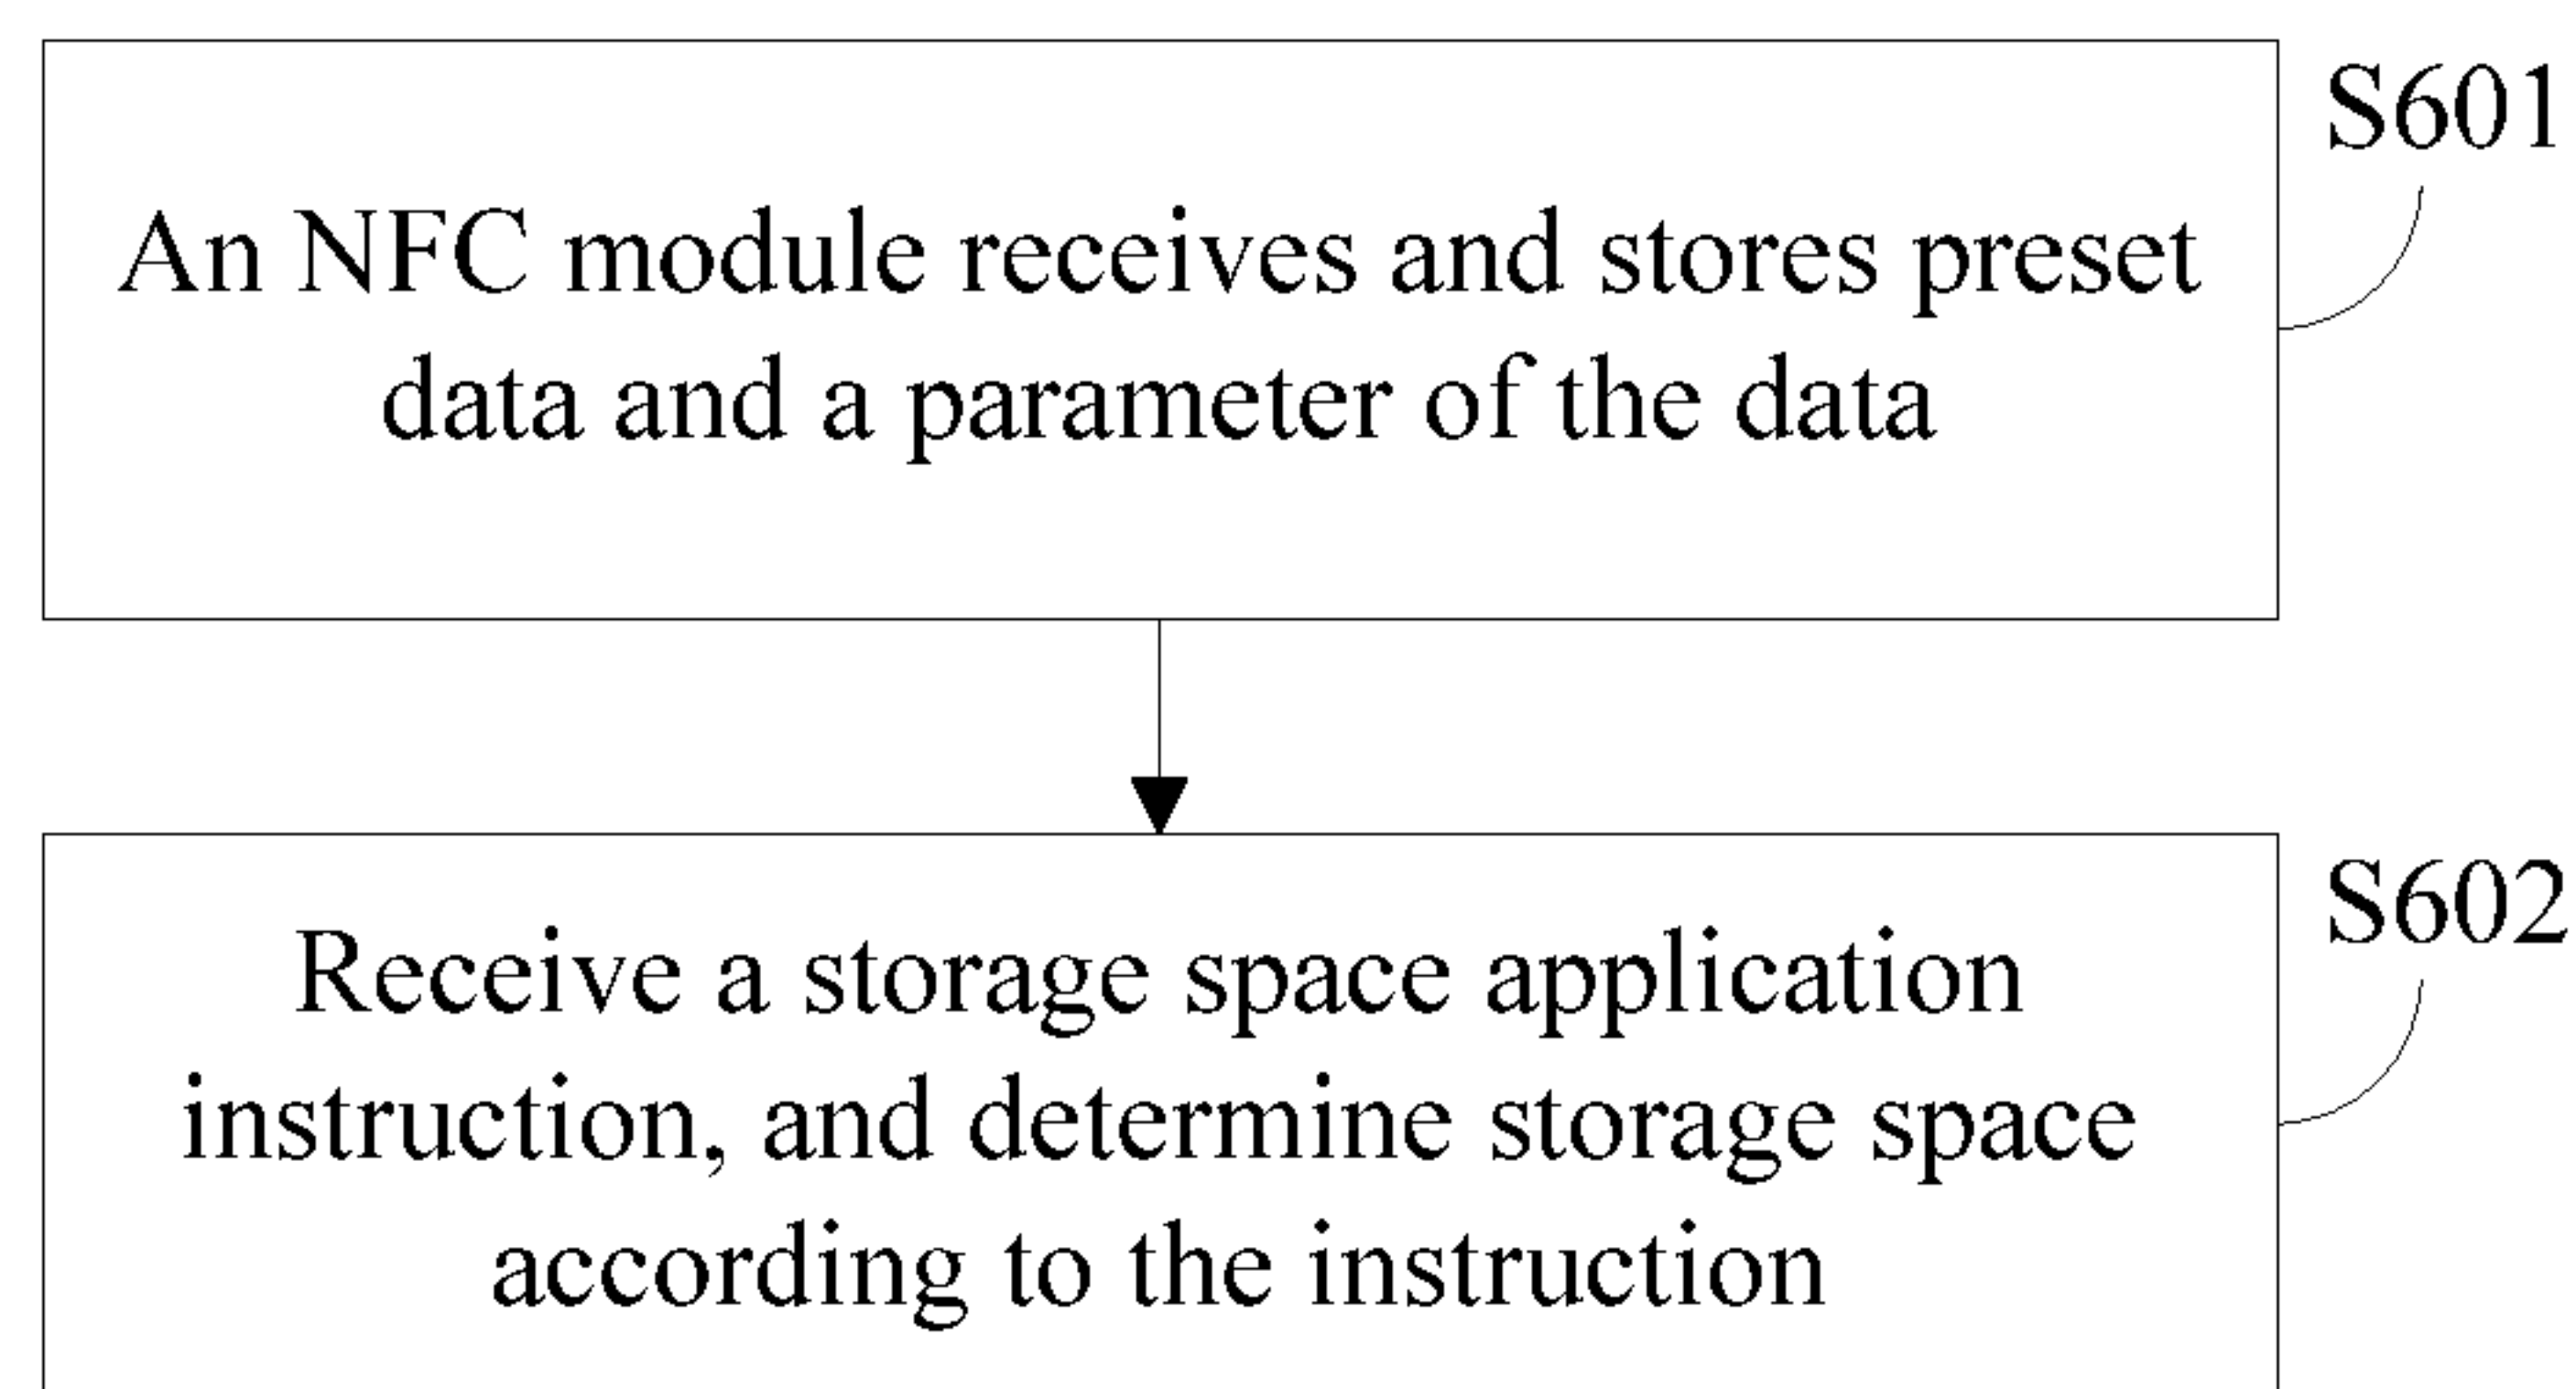 S601
An NFC module receives and stores preset
data and a parameter of the data
S602
Receive a storage space application
instruction, and determine storage space
according to the instruction